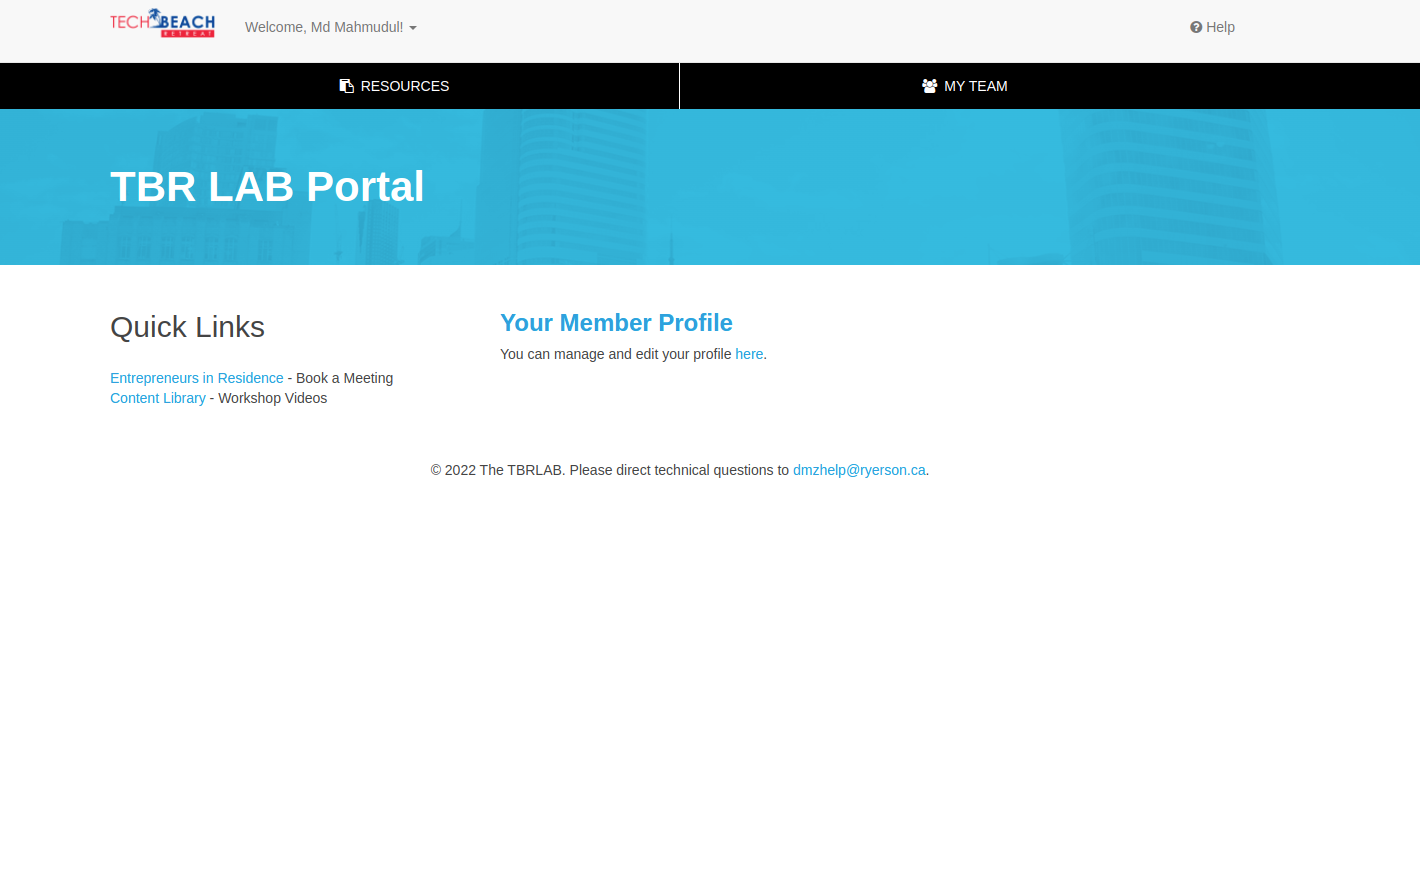 TECH BEACH
RETREAT
Welcome, Md Mahmudul!
Help
RESOURCES
MY TEAM
TBR LAB Portal
Quick Links
Your Member Profile
You can manage and edit your profile here.
Entrepreneurs in Residence - Book a Meeting
Content Library - Workshop Videos
© 2022 The TBRLAB. Please direct technical questions to dmzhelp@ryerson.ca.